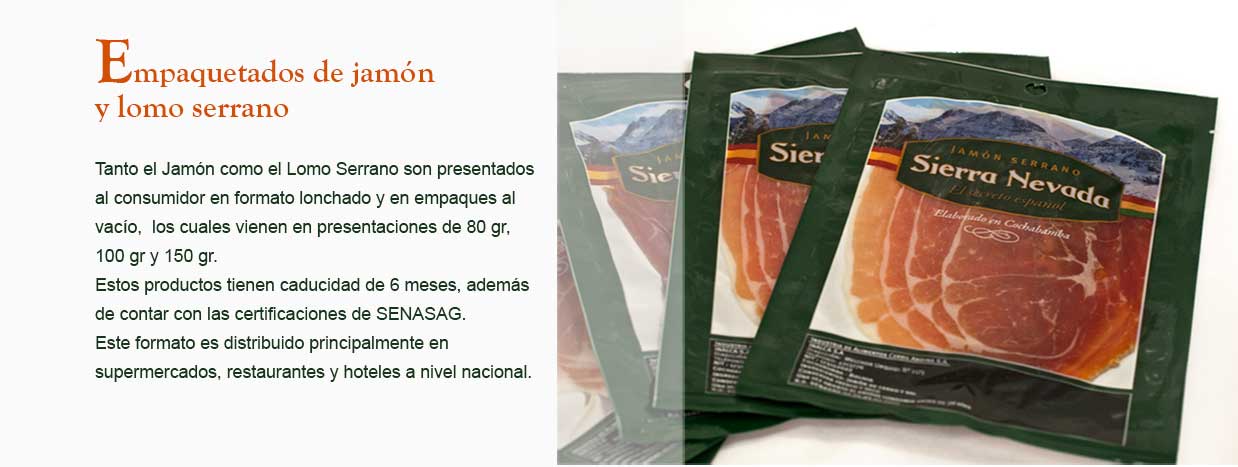 Empaquetados de jamón
y lomo serrano
Tanto el Jamón como el Lomo Serrano son presentados
al consumidor en formato lonchado y en empaques al
vacío, los cuales vienen en presentaciones de 80 gr,
100 gr y 150 gr.
Estos productos tienen caducidad de 6 meses, además
de contar con las certificaciones de SENASAG.
Este formato es distribuido principalmente en
supermercados, restaurantes y hoteles a nivel nacional.
Sierr
JAMÓN
Sierra
JAMÓN SERRANO
Sierra Nevada
El secreto español
Elaborado en Cochabamba